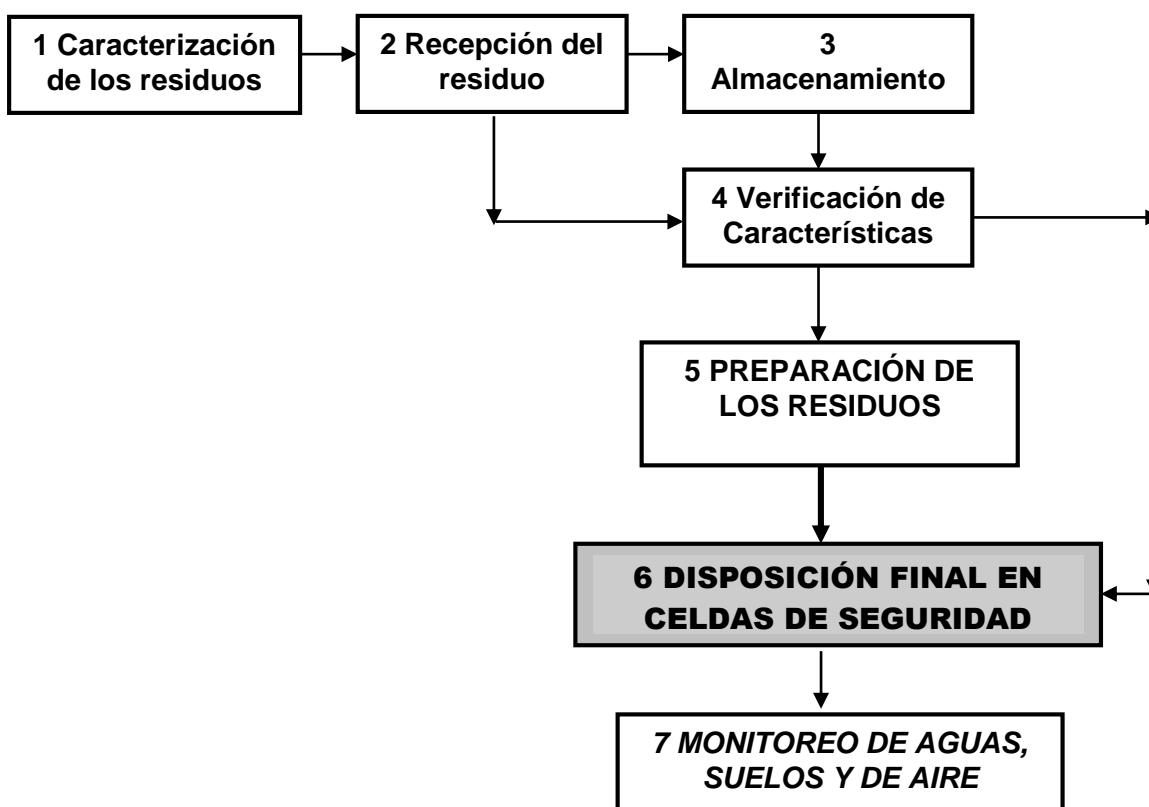 1 Caracterización
de los residuos
2 Recepción del
residuo
3
Almacenamiento
4 Verificación de
Características
5 PREPARACIÓN DE
LOS RESIDUOS
6 DISPOSICIÓN FINAL EN
CELDAS DE SEGURIDAD
7 MONITOREO DE AGUAS,
SUELOS Y DE AIRE